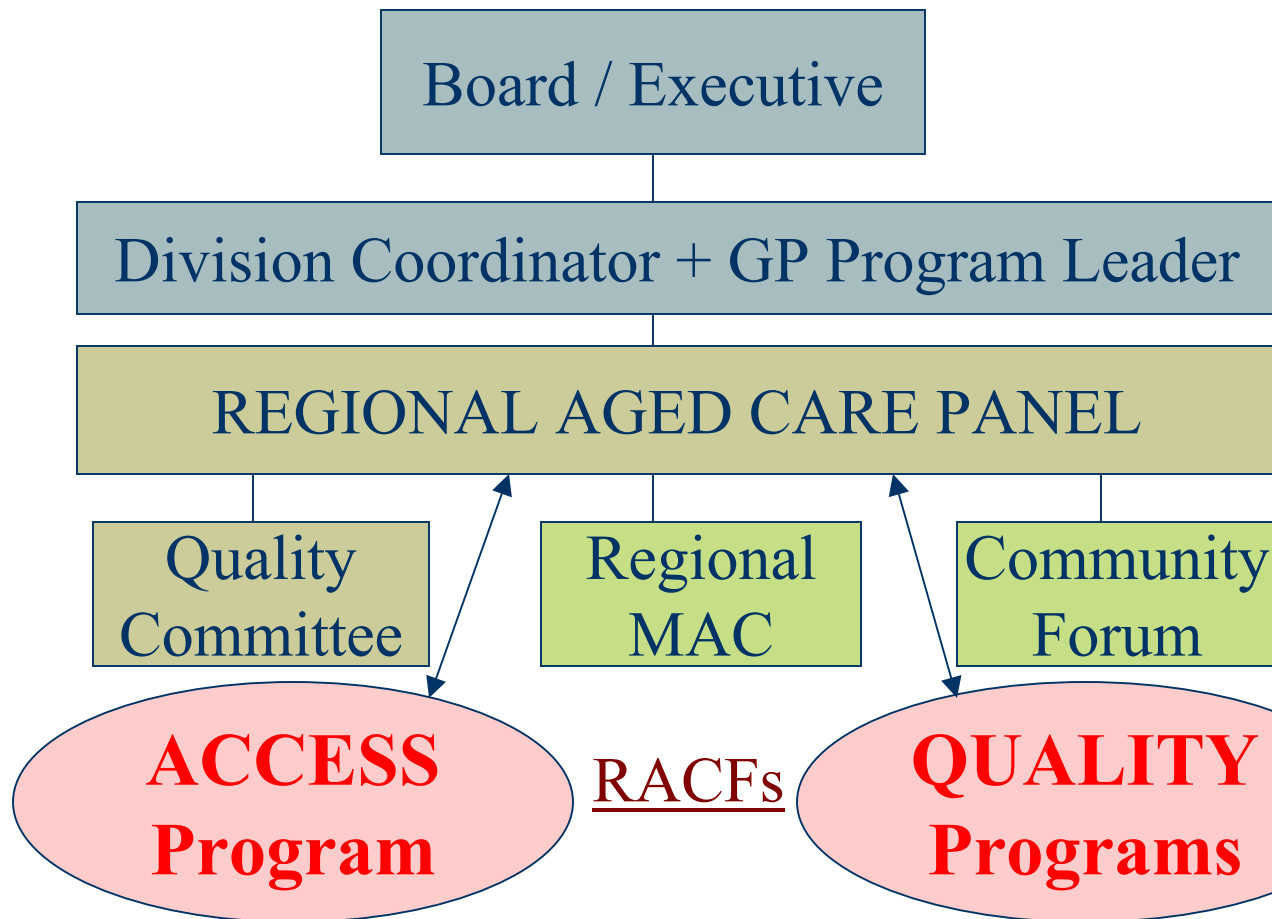 Board / Executive
Division Coordinator + GP Program Leader
REGIONAL AGED CARE PANEL
Quality
Committee
Regional
MAC
Community
Forum
ACCESS
Program
RACFs
QUALITY
Programs